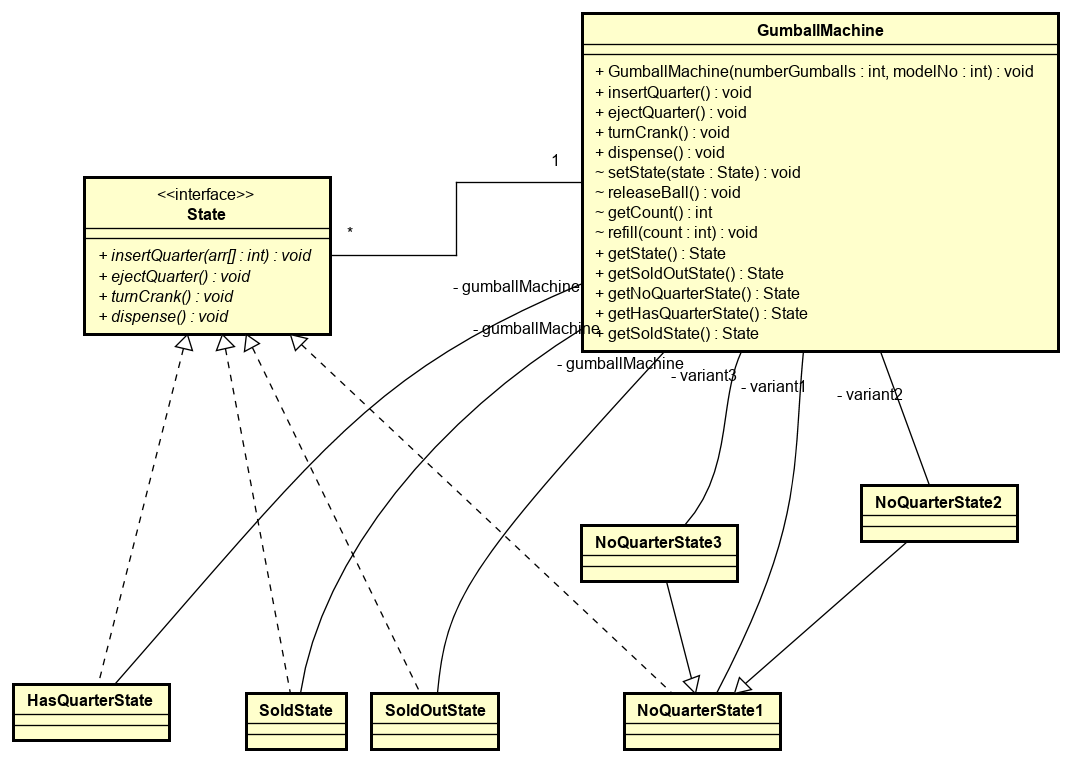 GumballMachine
+ GumballMachine(numberGumballs : int, modelNo : int) : void
+ insertQuarter() : void
+ ejectQuarter() : void
+ turnCrank() : void
+ dispense() : void
~ setState(state : State) : void
~ releaseBall() : void
~ getCount() : int
~ refill(count : int) : void
+ getState() : State
+ getSoldOutState() : State
+ getNoQuarterState() : State
+ getHasQuarterState() : State
+ getSoldState() : State
1
*
<<interface>>
State
+ insertQuarter(arr[] : int) : void
+ ejectQuarter() : void
+ turnCrank() : void
+ dispense() : void
- gumballMachine
- gumballMachine
- gumballMachine
- variant3
- variant1
- variant2
NoQuarterState2
NoQuarterState3
HasQuarterState
SoldState
SoldOutState
NoQuarterState1